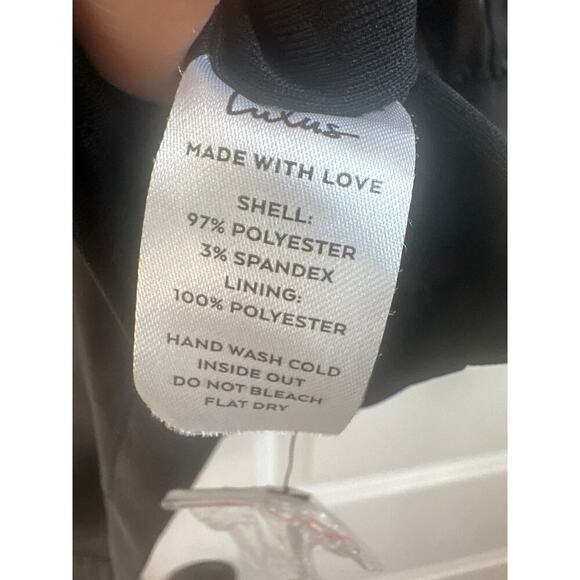 Lulus
MADE WITH LOVE
SHELL:
97% POLYESTER
3% SPANDEX
LINING:
100% POLYESTER
HAND WASH COLD
INSIDE OUT
DO NOT BLEACH
FLAT DRY